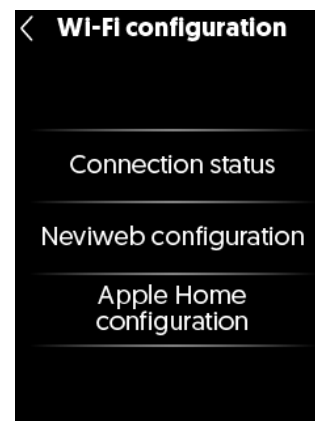 Wi-Fi configuration
Connection status
Neviweb configuration
Apple Home
configuration